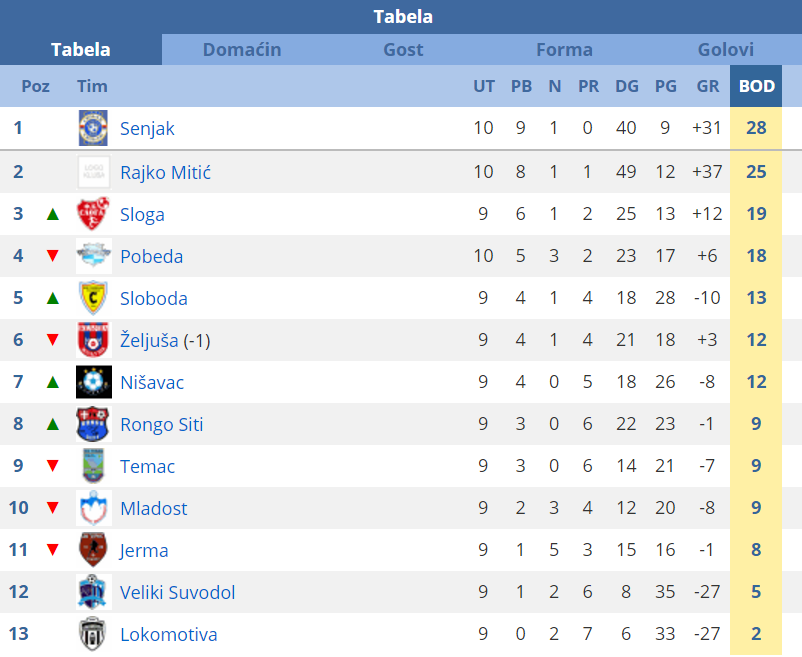 Tabela
Tabela Domaćin Gost Forma Golovi
Poz Tim UT PB N PR DG PG GR BOD
1 Senjak 10 9 1 0 40 9 +31 28
2 Rajko Mitić 10 8 1 1 49 12 +37 25
3 Sloga 9 6 1 2 25 13 +12 19
4 Pobeda 10 5 3 2 23 17 +6 18
5 Sloboda 9 4 1 4 18 28 -10 13
6 Željuša (-1) 9 4 1 4 21 18 +3 12
7 Nišavac 9 4 0 5 18 26 -8 12
8 Rongo Siti 9 3 0 6 22 23 -1 9
9 Temac 9 3 0 6 14 21 -7 9
10 Mladost 9 2 3 4 12 20 -8 9
11 Jerma 9 1 5 3 15 16 -1 8
12 Veliki Suvodol 9 1 2 6 8 35 -27 5
13 Lokomotiva 9 0 2 7 6 33 -27 2